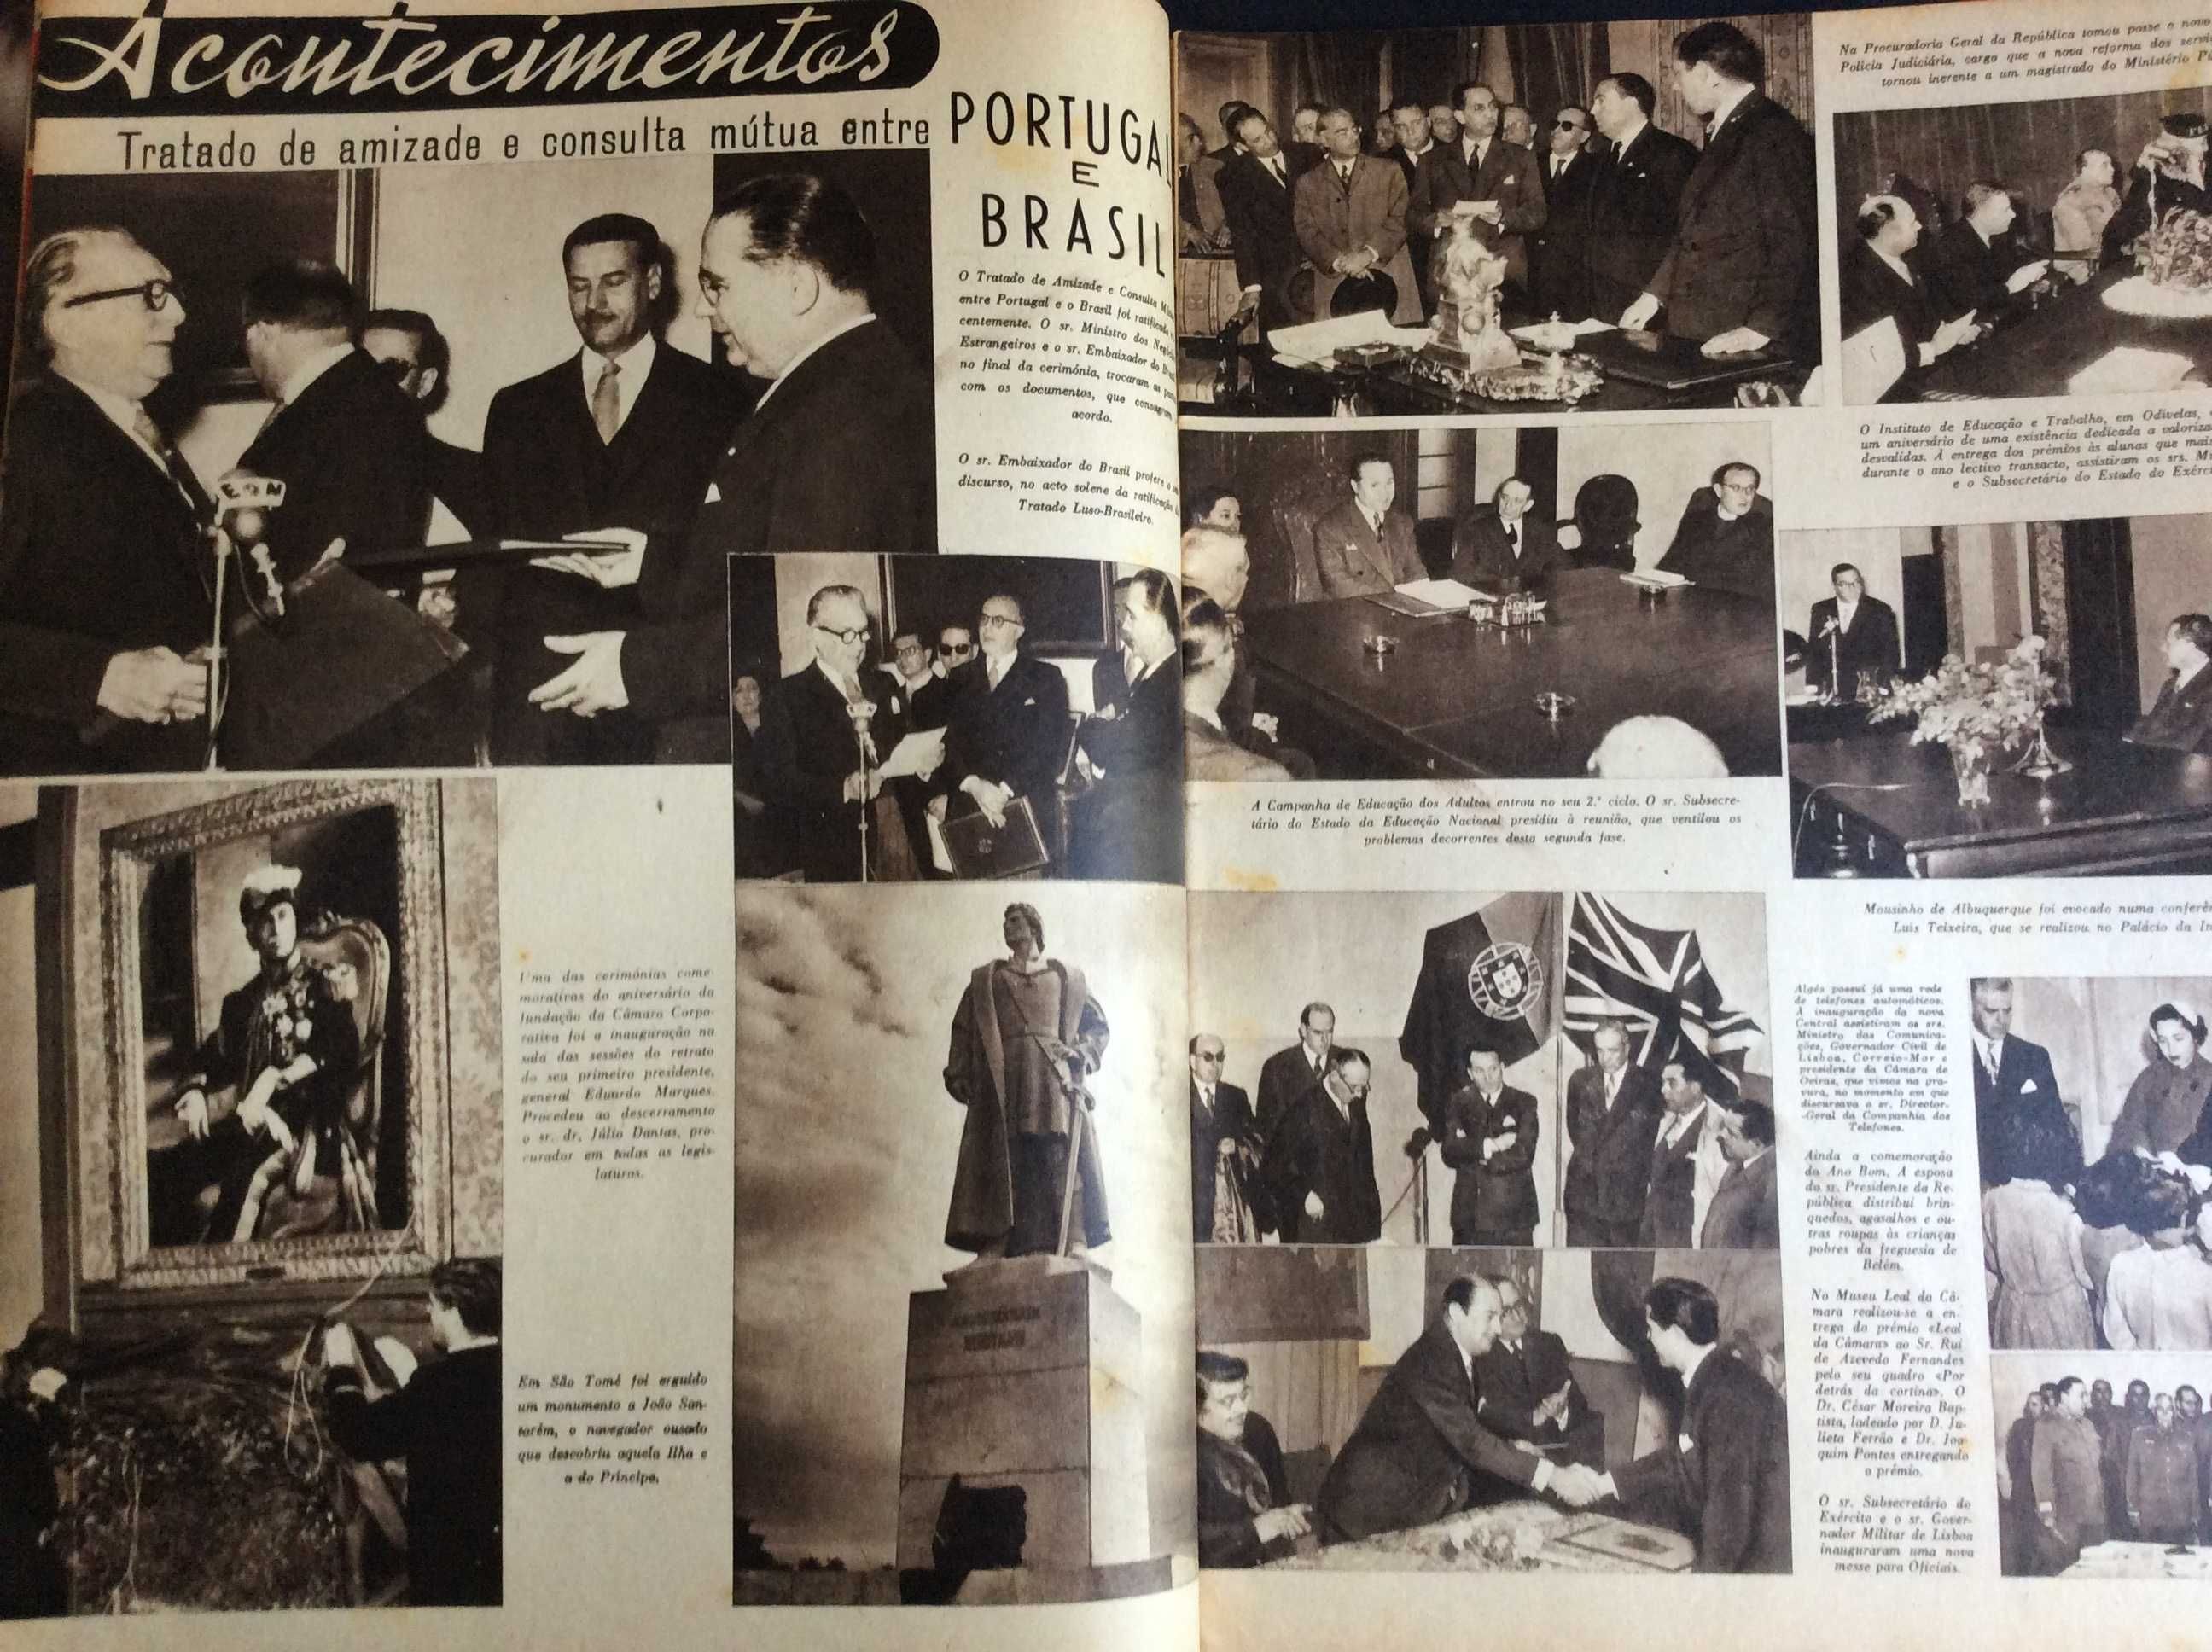 Acontecimentos
Tratado de amizade e consulta mútua entre PORTUGAL
E
BRASIL
O Tratado de Amizade e Consulta
entre Portugal e o Brasil foi ratificado
centemente. O sr. Ministro dos
Estrangeiros e o sr. Embaixador do
no final da cerimónia, trocaram as
com os documentos, que
acordo.
O sr. Embaixador do Brasil profere o
discurso, no acto solene da ratificação
Tratado Luso-Brasileiro.
Uma das cerimónias come-
morativas do aniversário da
fundação da Câmara Corpo-
rativa foi a inauguração na
sala das sessões do retrato
do seu primeiro presidente,
general Eduardo Marques.
Procedeu ao descerramento
o sr. dr. Júlio Dantas, pro-
curador em todas as legis-
laturas.
Em São Tomé foi erguido
um monumento a João San-
tarém, o navegador ousado
que descobriu aquela Ilha e
a do Príncipe.
Na Procuradoria Geral da República tomou posse o novo
Polícia Judiciária, cargo que a nova reforma dos
tornou inerente a um magistrado do Ministério
O Instituto de Educação e Trabalho, em Odivelas,
um aniversário de uma existência dedicada a
desvalidas. À entrega dos prémios às alunas que
durante o ano lectivo transacto, assistiram os srs.
e o Subsecretário do Estado do
A Campanha de Educação dos Adultos entrou no seu 2.º ciclo. O sr. Subsecre-
tário do Estado da Educação Nacional presidiu à reunião, que ventilou os
problemas decorrentes desta segunda fase.
Mousinho de Albuquerque foi evocado numa
Luís Teixeira, que se realizou no Palácio da
Algés possui já uma rede
de telefones automáticos.
À inauguração da nova
Central assistiram os srs.
Ministro das Comunica-
ções, Governador Civil de
Lisboa, Correio-Mor e
presidente da Câmara de
Oeiras, que vimos na gra-
vura, no momento em que
discursava o sr. Director-
-Geral da Companhia dos
Telefones.
Ainda a comemoração
do Ano Bom. A esposa
do sr. Presidente da Re-
pública distribui brin-
quedos, agasalhos e ou-
tras roupas às crianças
pobres da freguesia de
Belém.
No Museu Leal da Câ-
mara realizou-se a en-
trega do prémio «Leal
da Câmara» ao Sr. Rui
de Azevedo Fernandes
pelo seu quadro «Por
detrás da cortina». O
Dr. César Moreira Bap-
tista, ladeado por D. Ju-
lieta Ferrão e Dr. Joa-
quim Pontes entregando
o prémio.
O sr. Subsecretário do
Exército e o sr. Gover-
nador Militar de Lisboa
inauguraram uma nova
messe para Oficiais.